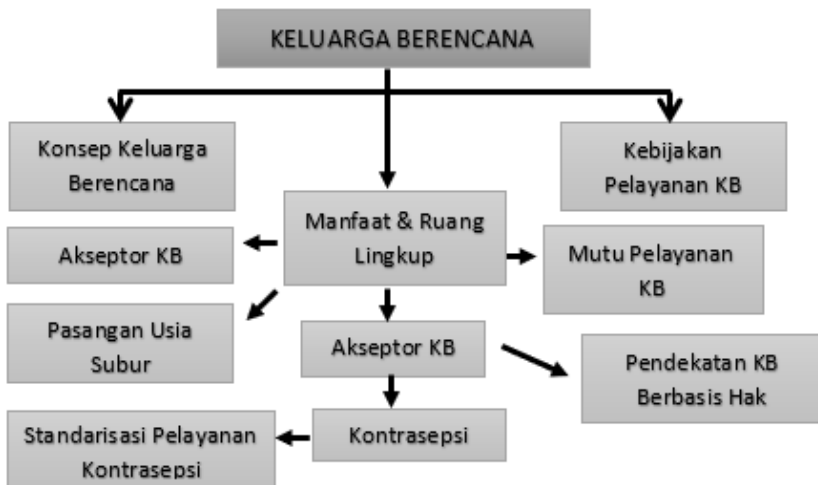 KELUARGA BERENCANA
Konsep Keluarga
Berencana
Kebijakan
Pelayanan KB
Manfaat & Ruang
Lingkup
Akseptor KB
Mutu Pelayanan
KB
Pasangan Usia
Subur
Akseptor KB
Pendekatan KB
Berbasis Hak
Standarisasi Pelayanan
Kontrasepsi
Kontrasepsi